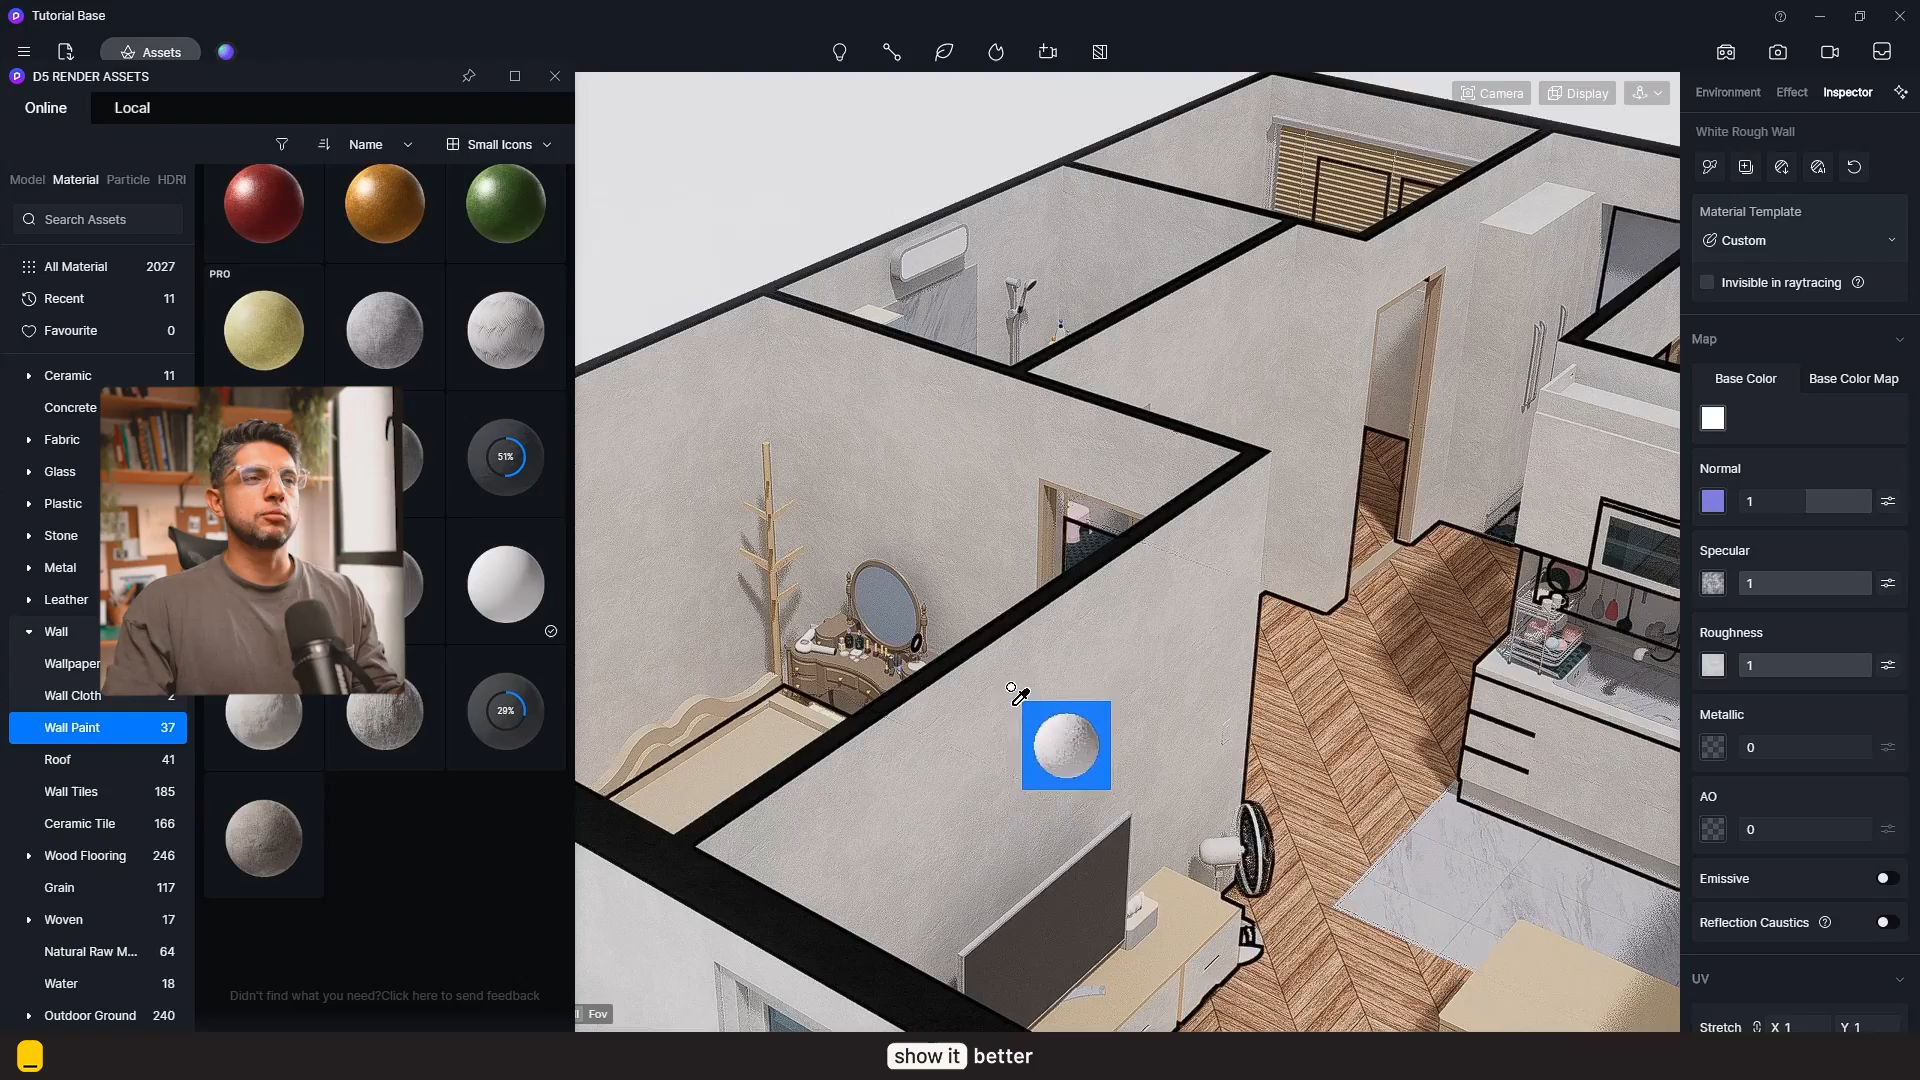 Tutorial Base
Assets
D5 RENDER ASSETS
Online
Local
Name
Small Icons
Model
Material
Particle
HDRI
Search Assets
All Material 2027
Recent 11
Favourite 0
Ceramic 11
Concrete
Fabric
Glass
Plastic
Stone
Metal
Leather
Wall
Wallpaper
Wall Cloth 2
Wall Paint 37
Roof 41
Wall Tiles 185
Ceramic Tile 166
Wood Flooring 246
Grain 117
Woven 17
Natural Raw M... 64
Water 18
Outdoor Ground 240
PRO
51%
29%
Didn't find what you need?Click here to send feedback
Camera
Display
Fov
Environment
Effect
Inspector
White Rough Wall
AI
Material Template
Custom
Invisible in raytracing
Map
Base Color
Base Color Map
Normal
1
Specular
1
Roughness
1
Metallic
0
AO
0
Emissive
Reflection Caustics
UV
Stretch X 1 Y 1
show it better